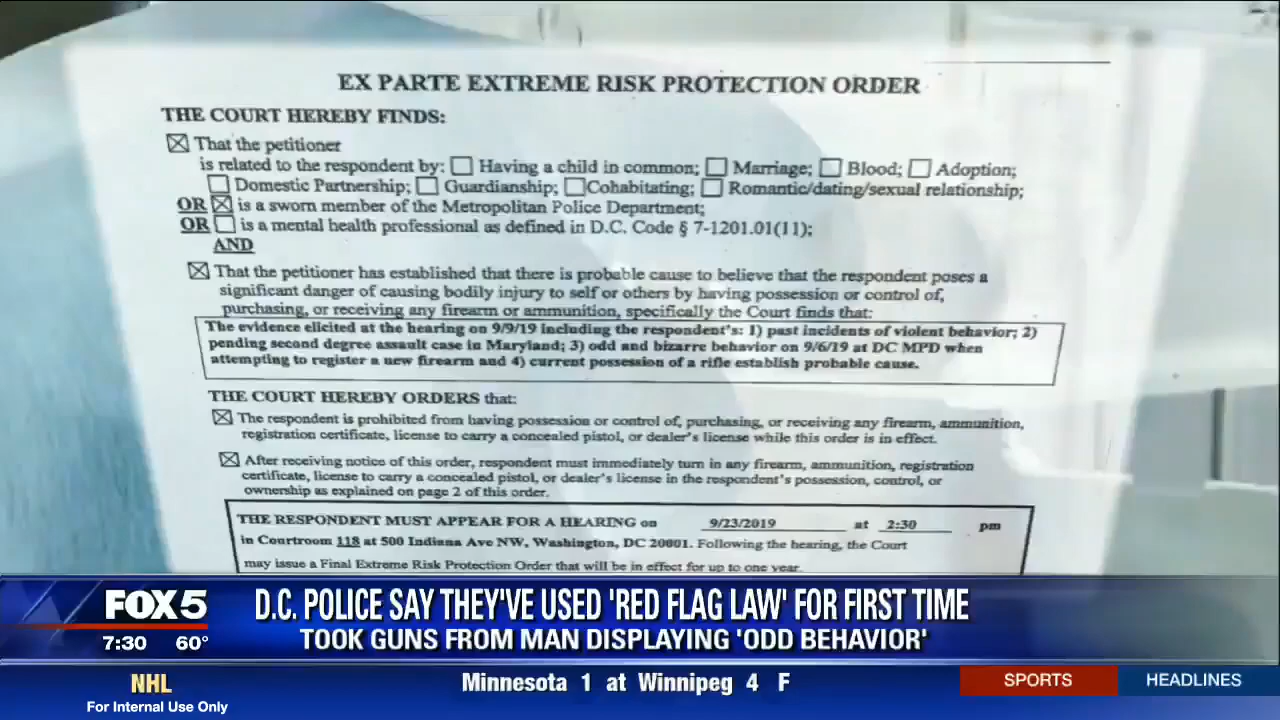 EX PARTE EXTREME RISK PROTECTION ORDER
THE COURT HEREBY FINDS:
☒ That the petitioner
is related to the respondent by: ☐ Having a child in common; ☐ Marriage; ☐ Blood; ☐ Adoption;
☐ Domestic Partnership; ☐ Guardianship; ☐ Cohabitating; ☐ Romantic/dating/sexual relationship;
OR ☒ is a sworn member of the Metropolitan Police Department;
OR ☐ is a mental health professional as defined in D.C. Code § 7-1201.01(11);
AND
☒ That the petitioner has established that there is probable cause to believe that the respondent poses a
significant danger of causing bodily injury to self or others by having possession or control of,
purchasing, or receiving any firearm or ammunition, specifically the Court finds that:
The evidence elicited at the hearing on 9/9/19 including the respondent's: 1) past incidents of violent behavior; 2)
pending second degree assault case in Maryland; 3) odd and bizarre behavior on 9/6/19 at DC MPD when
attempting to register a new firearm and 4) current possession of a rifle establish probable cause.
THE COURT HEREBY ORDERS that:
☒ The respondent is prohibited from having possession or control of, purchasing, or receiving any firearm, ammunition,
registration certificate, license to carry a concealed pistol, or dealer's license while this order is in effect.
☒ After receiving notice of this order, respondent must immediately turn in any firearm, ammunition, registration
certificate, license to carry a concealed pistol, or dealer's license in the respondent's possession, control, or
ownership as explained on page 2 of this order.
THE RESPONDENT MUST APPEAR FOR A HEARING on 9/23/2019 at 2:30 pm
in Courtroom 118 at 500 Indiana Ave NW, Washington, DC 20001. Following the hearing, the Court
may issue a Final Extreme Risk Protection Order that will be in effect for up to one year.
FOX 5
7:30 60°
D.C. POLICE SAY THEY'VE USED 'RED FLAG LAW' FOR FIRST TIME
TOOK GUNS FROM MAN DISPLAYING 'ODD BEHAVIOR'
NHL
For Internal Use Only
Minnesota 1 at Winnipeg 4 F
SPORTS
HEADLINES